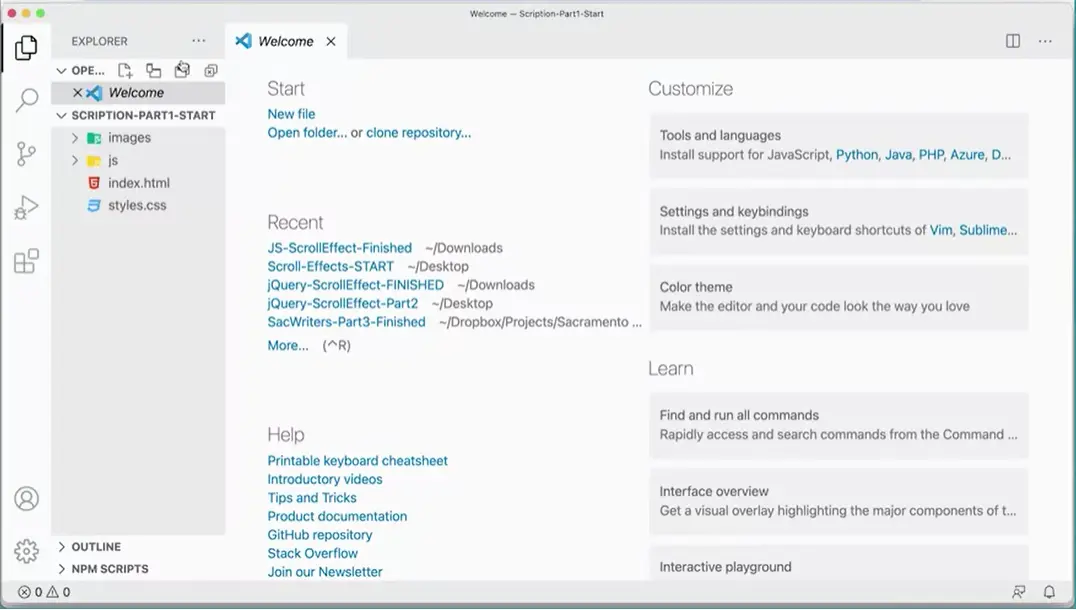 Welcome — Scription-Part1-Start
EXPLORER
Welcome
OPE...
Welcome
SCRIPTION-PART1-START
images
js
index.html
styles.css
OUTLINE
NPM SCRIPTS
Start
New file
Open folder... or clone repository...
Recent
JS-ScrollEffect-Finished ~/Downloads
Scroll-Effects-START ~/Desktop
jQuery-ScrollEffect-FINISHED ~/Downloads
jQuery-ScrollEffect-Part2 ~/Desktop
SacWriters-Part3-Finished ~/Dropbox/Projects/Sacramento ...
More... (^R)
Help
Printable keyboard cheatsheet
Introductory videos
Tips and Tricks
Product documentation
GitHub repository
Stack Overflow
Join our Newsletter
Customize
Tools and languages
Install support for JavaScript, Python, Java, PHP, Azure, D...
Settings and keybindings
Install the settings and keyboard shortcuts of Vim, Sublime...
Color theme
Make the editor and your code look the way you love
Learn
Find and run all commands
Rapidly access and search commands from the Command ...
Interface overview
Get a visual overlay highlighting the major components of t...
Interactive playground
0 0